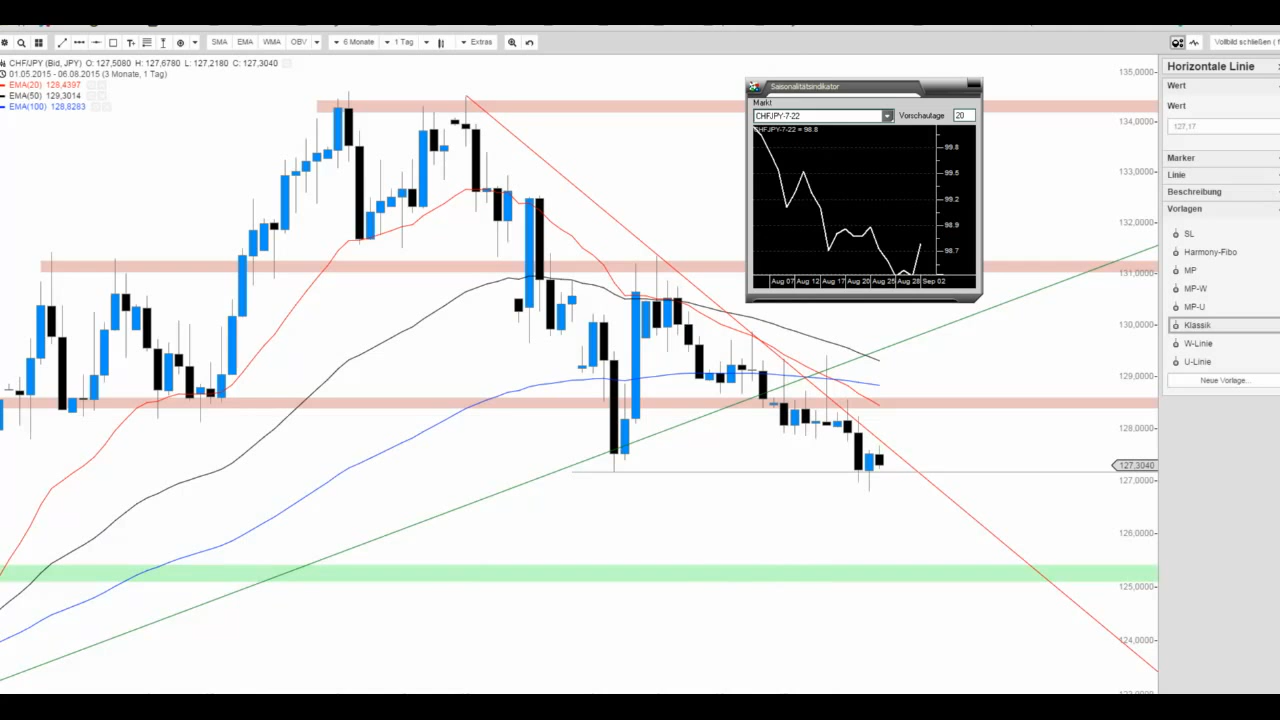 SMA EMA WMA OBV 6 Monate 1 Tag Extras
Vollbild schließen (
CHF/JPY (Bid, JPY) O: 127,5080 H: 127,6780 L: 127,2180 C: 127,3040
01.05.2015 - 06.08.2015 (3 Monate, 1 Tag)
EMA(20) 128,4397
EMA(50) 129,3014
EMA(100) 128,8283
Saisonalitätsindikator
Markt
CHFJPY-7-22 Vorschautage 20
CHFJPY-7-22 = 98.8
99.8
99.5
99.2
98.9
98.7
Aug 07 Aug 12 Aug 17 Aug 20 Aug 25 Aug 28 Sep 02
135,0000
134,0000
133,0000
132,0000
131,0000
130,0000
129,0000
128,0000
127,3040
127,0000
126,0000
125,0000
124,0000
Horizontale Linie
Wert
Wert
127,17
Marker
Linie
Beschreibung
Vorlagen
SL
Harmony-Fibo
MP
MP-W
MP-U
Klassik
W-Linie
U-Linie
Neue Vorlage...